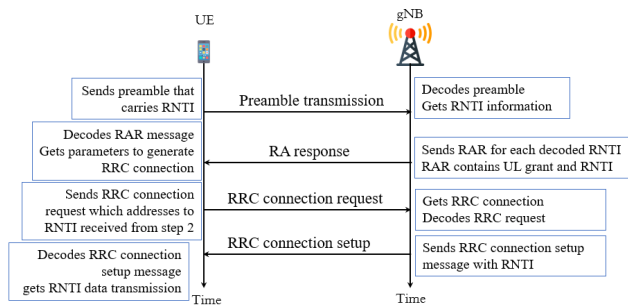 UE
gNB
Sends preamble that
carries RNTI
Preamble transmission
Decodes preamble
Gets RNTI information
Decodes RAR message
Gets parameters to generate
RRC connection
RA response
Sends RAR for each decoded RNTI
RAR contains UL grant and RNTI
Sends RRC connection
request which addresses to
RNTI received from step 2
RRC connection request
Gets RRC connection
Decodes RRC request
Decodes RRC connection
setup message
gets RNTI data transmission
RRC connection setup
Sends RRC connection setup
message with RNTI
Time
Time